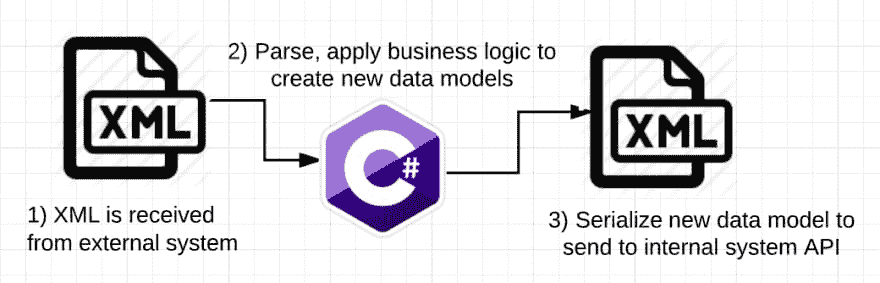 2) Parse, apply business logic to
create new data models
XML
C#
XML
1) XML is received
from external system
3) Serialize new data model to
send to internal system API